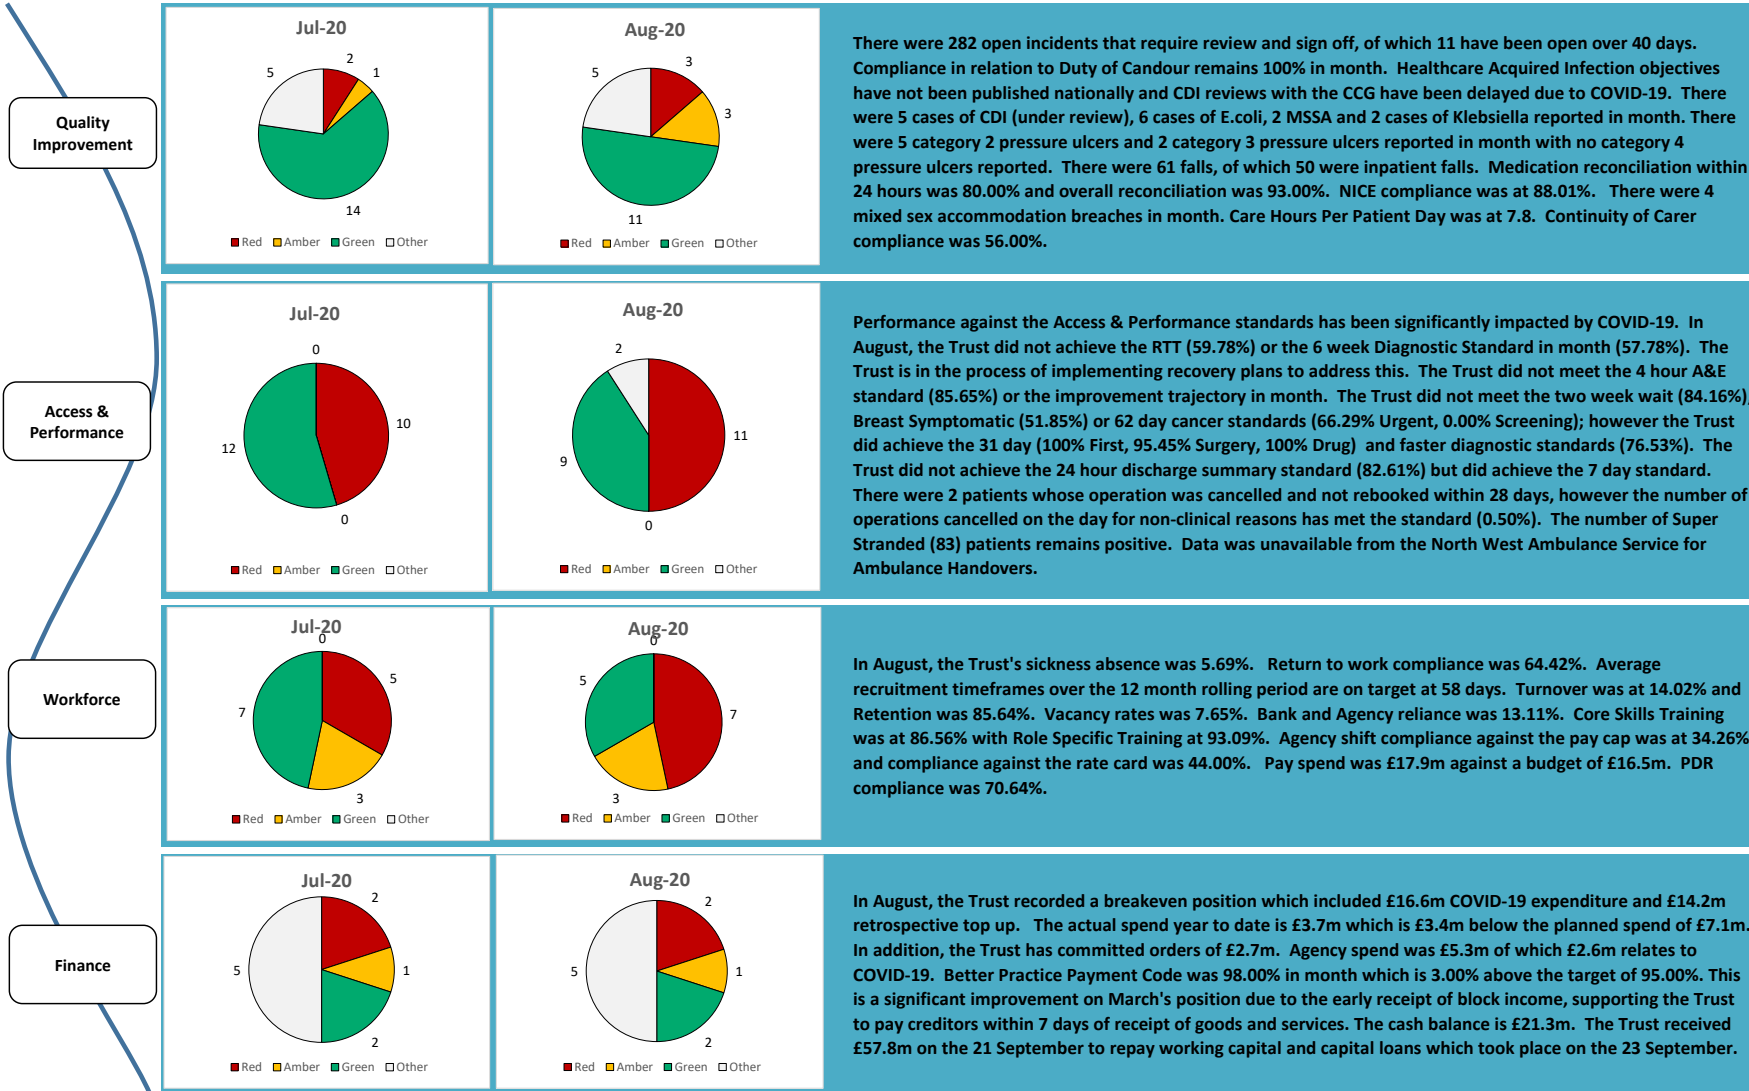 Quality
Improvement
Jul-20
5
2
1
14
Red Amber Green Other
Aug-20
5
3
3
11
Red Amber Green Other
There were 282 open incidents that require review and sign off, of which 11 have been open over 40 days.
Compliance in relation to Duty of Candour remains 100% in month. Healthcare Acquired Infection objectives
have not been published nationally and CDI reviews with the CCG have been delayed due to COVID-19. There
were 5 cases of CDI (under review), 6 cases of E.coli, 2 MSSA and 2 cases of Klebsiella reported in month. There
were 5 category 2 pressure ulcers and 2 category 3 pressure ulcers reported in month with no category 4
pressure ulcers reported. There were 61 falls, of which 50 were inpatient falls. Medication reconciliation within
24 hours was 80.00% and overall reconciliation was 93.00%. NICE compliance was at 88.01%. There were 4
mixed sex accommodation breaches in month. Care Hours Per Patient Day was at 7.8. Continuity of Carer
compliance was 56.00%.
Access &
Performance
Jul-20
0
10
12
0
Red Amber Green Other
Aug-20
2
11
9
0
Red Amber Green Other
Performance against the Access & Performance standards has been significantly impacted by COVID-19. In
August, the Trust did not achieve the RTT (59.78%) or the 6 week Diagnostic Standard in month (57.78%). The
Trust is in the process of implementing recovery plans to address this. The Trust did not meet the 4 hour A&E
standard (85.65%) or the improvement trajectory in month. The Trust did not meet the two week wait (84.16%),
Breast Symptomatic (51.85%) or 62 day cancer standards (66.29% Urgent, 0.00% Screening); however the Trust
did achieve the 31 day (100% First, 95.45% Surgery, 100% Drug) and faster diagnostic standards (76.53%). The
Trust did not achieve the 24 hour discharge summary standard (82.61%) but did achieve the 7 day standard.
There were 2 patients whose operation was cancelled and not rebooked within 28 days, however the number of
operations cancelled on the day for non-clinical reasons has met the standard (0.50%). The number of Super
Stranded (83) patients remains positive. Data was unavailable from the North West Ambulance Service for
Ambulance Handovers.
Workforce
Jul-20
0
5
7
3
Red Amber Green Other
Aug-20
0
5
7
3
Red Amber Green Other
In August, the Trust's sickness absence was 5.69%. Return to work compliance was 64.42%. Average
recruitment timeframes over the 12 month rolling period are on target at 58 days. Turnover was at 14.02% and
Retention was 85.64%. Vacancy rates was 7.65%. Bank and Agency reliance was 13.11%. Core Skills Training
was at 86.56% with Role Specific Training at 93.09%. Agency shift compliance against the pay cap was at 34.26%
and compliance against the rate card was 44.00%. Pay spend was £17.9m against a budget of £16.5m. PDR
compliance was 70.64%.
Finance
Jul-20
2
5
1
2
Red Amber Green Other
Aug-20
2
5
1
2
Red Amber Green Other
In August, the Trust recorded a breakeven position which included £16.6m COVID-19 expenditure and £14.2m
retrospective top up. The actual spend year to date is £3.7m which is £3.4m below the planned spend of £7.1m.
In addition, the Trust has committed orders of £2.7m. Agency spend was £5.3m of which £2.6m relates to
COVID-19. Better Practice Payment Code was 98.00% in month which is 3.00% above the target of 95.00%. This
is a significant improvement on March's position due to the early receipt of block income, supporting the Trust
to pay creditors within 7 days of receipt of goods and services. The cash balance is £21.3m. The Trust received
£57.8m on the 21 September to repay working capital and capital loans which took place on the 23 September.